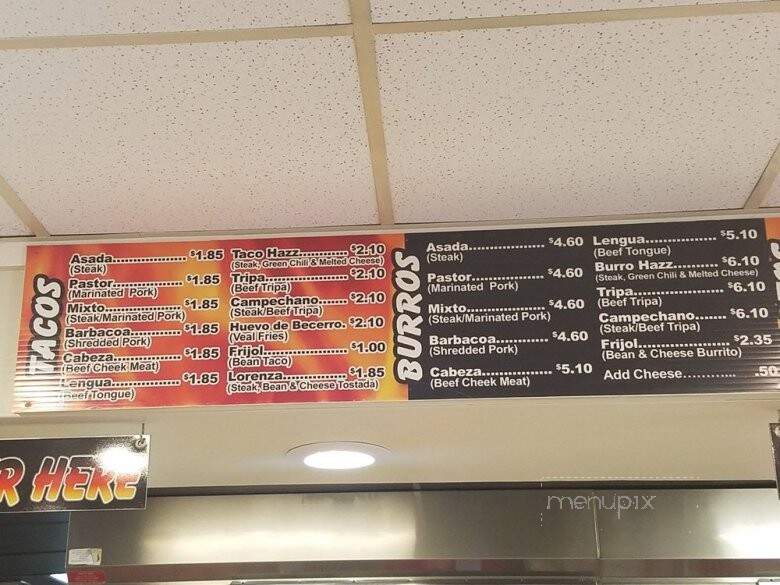 TACOS
Asada.............. $1.85
(Steak)
Pastor.............. $1.85
(Marinated Pork)
Mixto.............. $1.85
(Steak/Marinated Pork)
Barbacoa.......... $1.85
(Shredded Pork)
Cabeza............ $1.85
(Beef Cheek Meat)
Lengua............. $1.85
(Beef Tongue)
Taco Hazz........ $2.10
(Steak, Green Chili & Melted Cheese)
Tripa............... $2.10
(Beef Tripa)
Campechano...... $2.10
(Steak/Beef Tripa)
Huevo de Becerro. $2.10
(Veal Fries)
Frijol................ $1.00
(Bean Taco)
Lorenza............. $1.85
(Steak, Bean & Cheese Tostada)
BURROS
Asada.............. $4.60
(Steak)
Pastor.............. $4.60
(Marinated Pork)
Mixto.............. $4.60
(Steak/Marinated Pork)
Barbacoa.......... $4.60
(Shredded Pork)
Cabeza............ $5.10
(Beef Cheek Meat)
Lengua............. $5.10
(Beef Tongue)
Burro Hazz........ $6.10
(Steak, Green Chili & Melted Cheese)
Tripa............... $6.10
(Beef Tripa)
Campechano....... $6.10
(Steak/Beef Tripa)
Frijol................ $2.35
(Bean & Cheese Burrito)
Add Cheese........... .50
R HERE
menupix